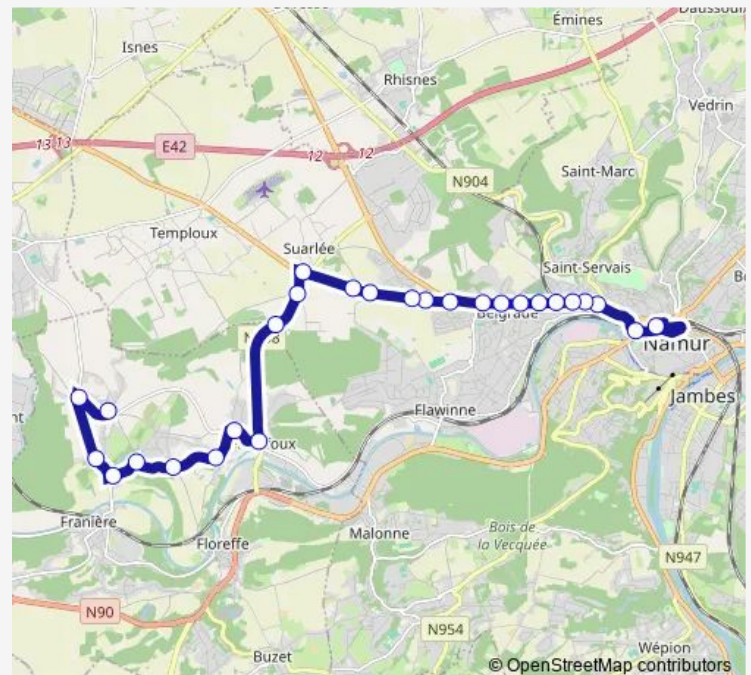 Émines
Isnes
Rhisnes
Vedrin
13 13
E42
12
12
N904
Saint-Marc
Temploux
Suarlée
Saint-Servais
Belgrade
Namur
Jambes
Flawinne
Franière
Floreffe
Malonne
Bois de
la Vecquée
N947
N90
N954
Buzet
Wépion
© OpenStreetMap contributors